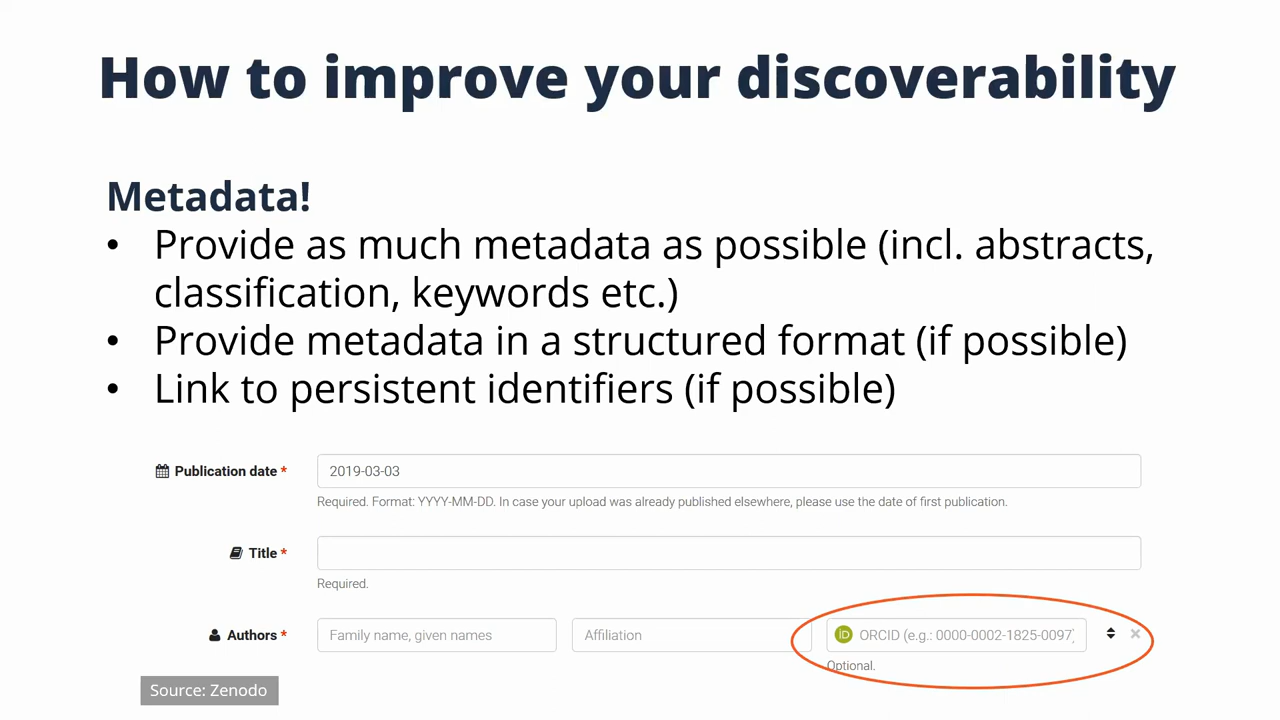 How to improve your discoverability
Metadata!
• Provide as much metadata as possible (incl. abstracts,
classification, keywords etc.)
• Provide metadata in a structured format (if possible)
• Link to persistent identifiers (if possible)
Publication date * 2019-03-03
Required. Format: YYYY-MM-DD. In case your upload was already published elsewhere, please use the date of first publication.
Title *
Required.
Authors * Family name, given names Affiliation iD ORCID (e.g.: 0000-0002-1825-0097)
Optional.
Source: Zenodo